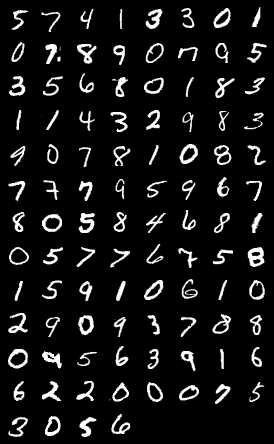 5 7 4 1 3 3 0 1
0 7 8 9 0 7 9 5
3 5 6 8 0 1 8 3
1 1 4 3 2 9 8 3
9 0 7 8 1 0 8 2
7 7 7 9 5 9 6 7
8 0 5 8 4 6 8 1
0 5 7 7 6 7 5 8
1 5 9 1 0 6 1 0
2 9 0 9 3 7 8 8
0 9 5 6 3 9 1 6
6 2 2 0 0 0 7 5
3 0 5 6